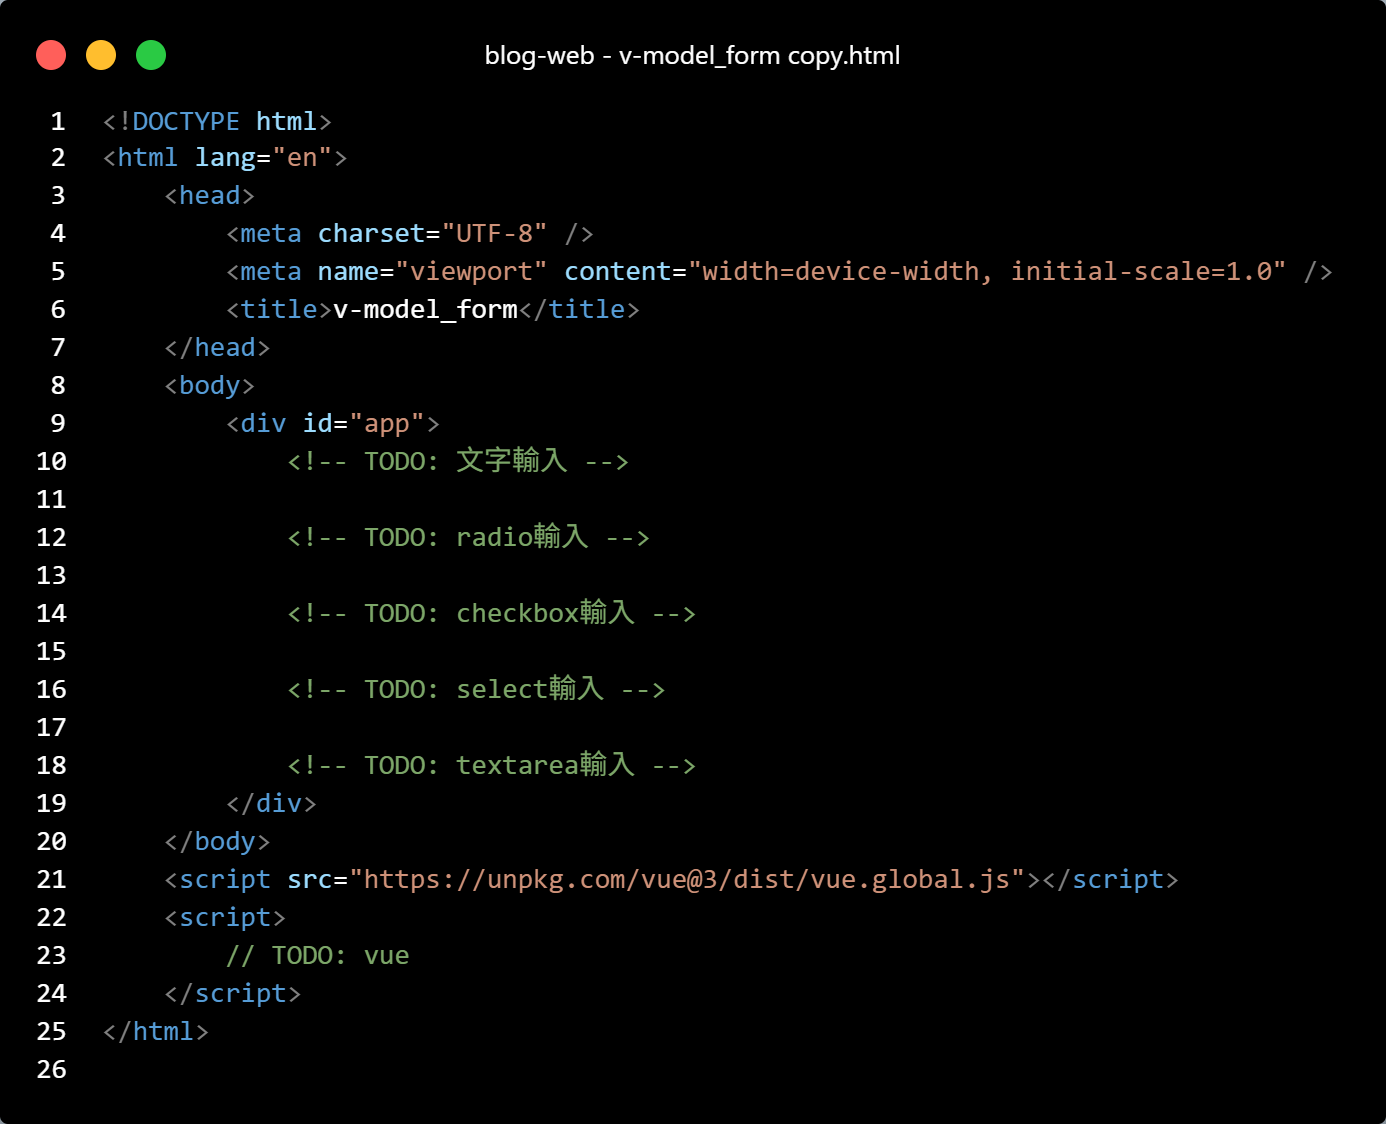 blog-web - v-model_form copy.html
1 <!DOCTYPE html>
2 <html lang="en">
3     <head>
4         <meta charset="UTF-8" />
5         <meta name="viewport" content="width=device-width, initial-scale=1.0" />
6         <title>v-model_form</title>
7     </head>
8     <body>
9         <div id="app">
10             <!-- TODO: 文字輸入 -->
11
12             <!-- TODO: radio輸入 -->
13
14             <!-- TODO: checkbox輸入 -->
15
16             <!-- TODO: select輸入 -->
17
18             <!-- TODO: textarea輸入 -->
19         </div>
20     </body>
21     <script src="https://unpkg.com/vue@3/dist/vue.global.js"></script>
22     <script>
23         // TODO: vue
24     </script>
25 </html>
26